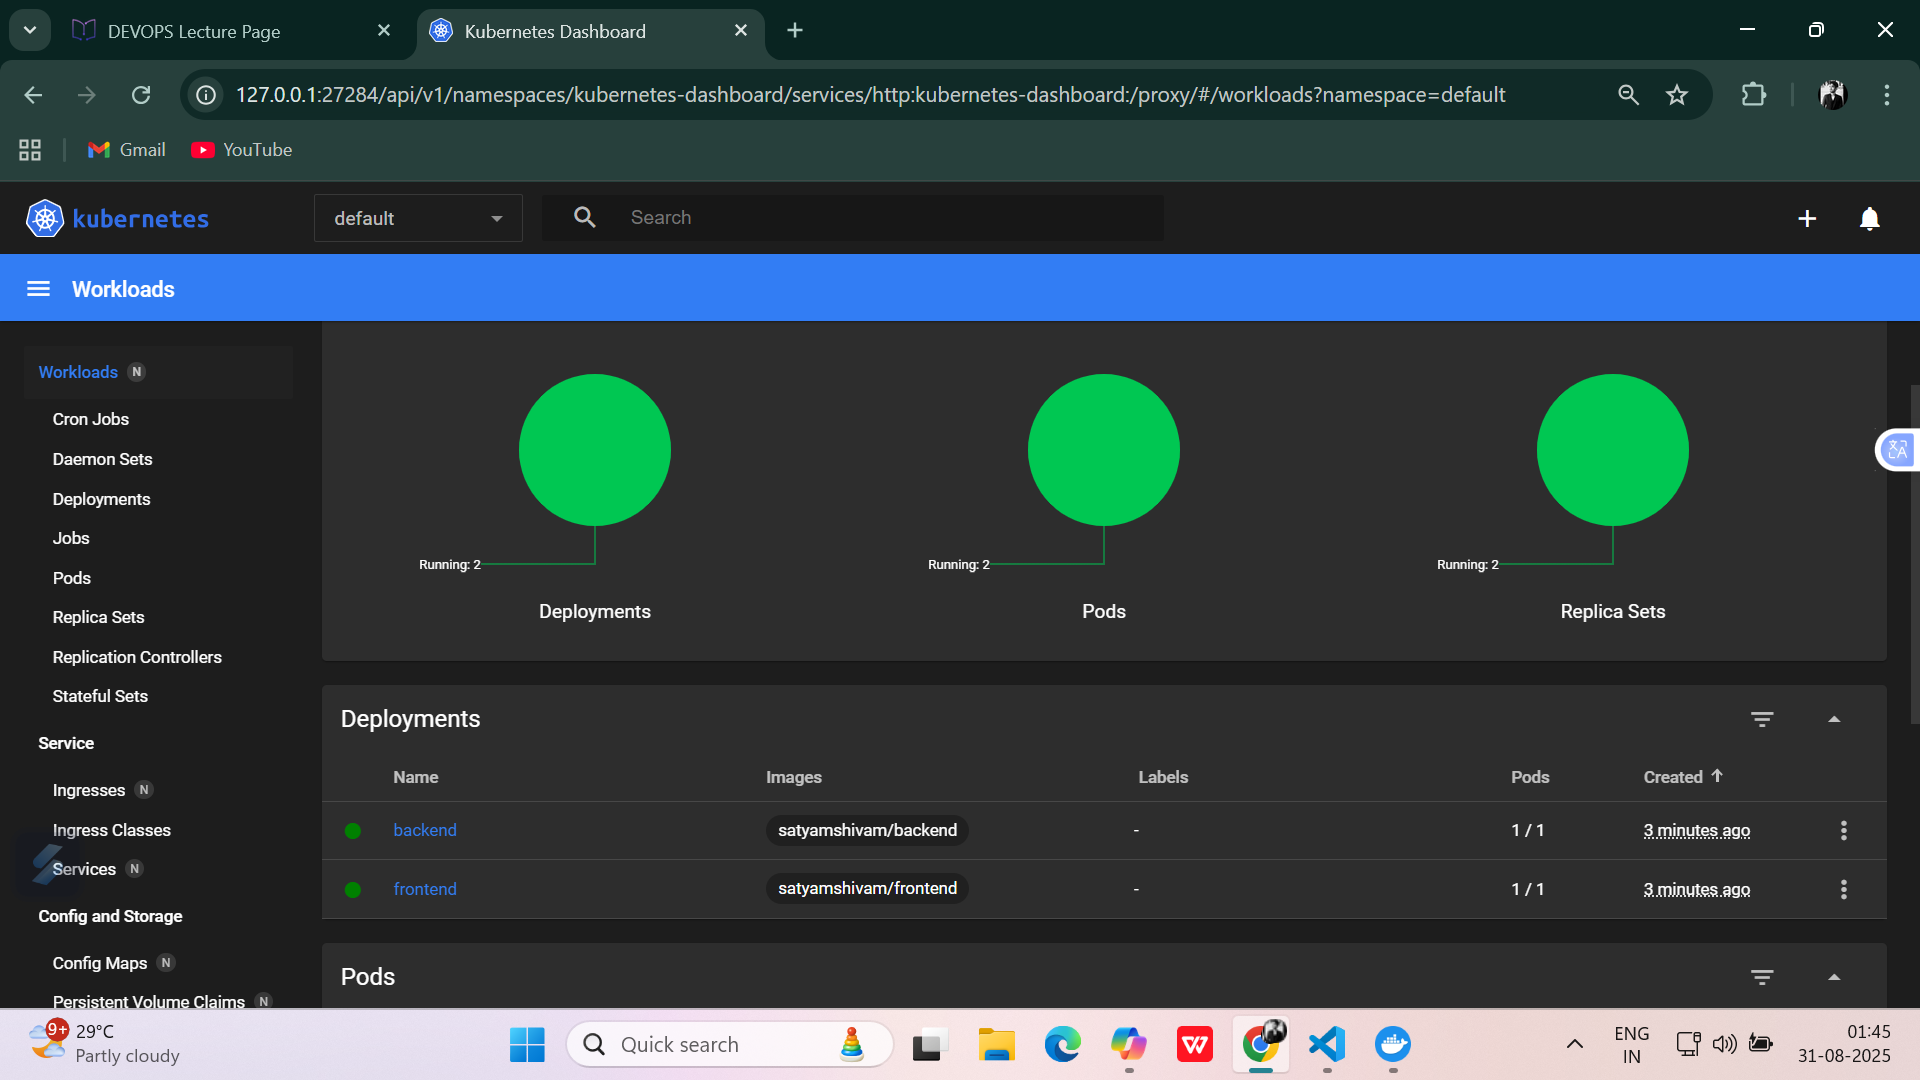 DEVOPS Lecture Page
Kubernetes Dashboard
127.0.0.1:27284/api/v1/namespaces/kubernetes-dashboard/services/http:kubernetes-dashboard:/proxy/#/workloads?namespace=default
Gmail
YouTube
kubernetes
default
Search
Workloads
Workloads N
Cron Jobs
Daemon Sets
Deployments
Jobs
Pods
Replica Sets
Replication Controllers
Stateful Sets
Service
Ingresses N
Ingress Classes
Services N
Config and Storage
Config Maps N
Persistent Volume Claims N
Running: 2
Deployments
Running: 2
Pods
Running: 2
Replica Sets
Deployments
Name Images Labels Pods Created
backend satyamshivam/backend - 1 / 1 3 minutes ago
frontend satyamshivam/frontend - 1 / 1 3 minutes ago
Pods
9+
29°C
Partly cloudy
Quick search
ENG
IN
01:45
31-08-2025